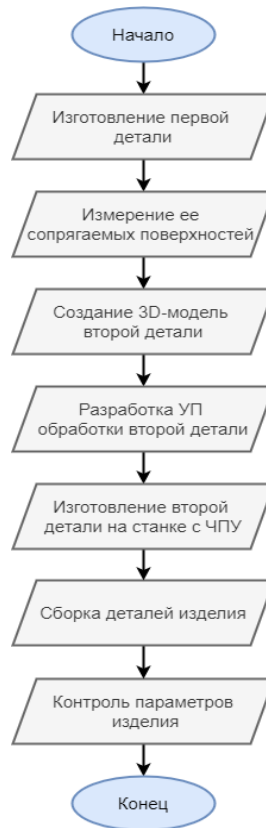 Начало
Изготовление первой
детали
Измерение ее
сопрягаемых поверхностей
Создание 3D-модель
второй детали
Разработка УП
обработки второй детали
Изготовление второй
детали на станке с ЧПУ
Сборка деталей изделия
Контроль параметров
изделия
Конец